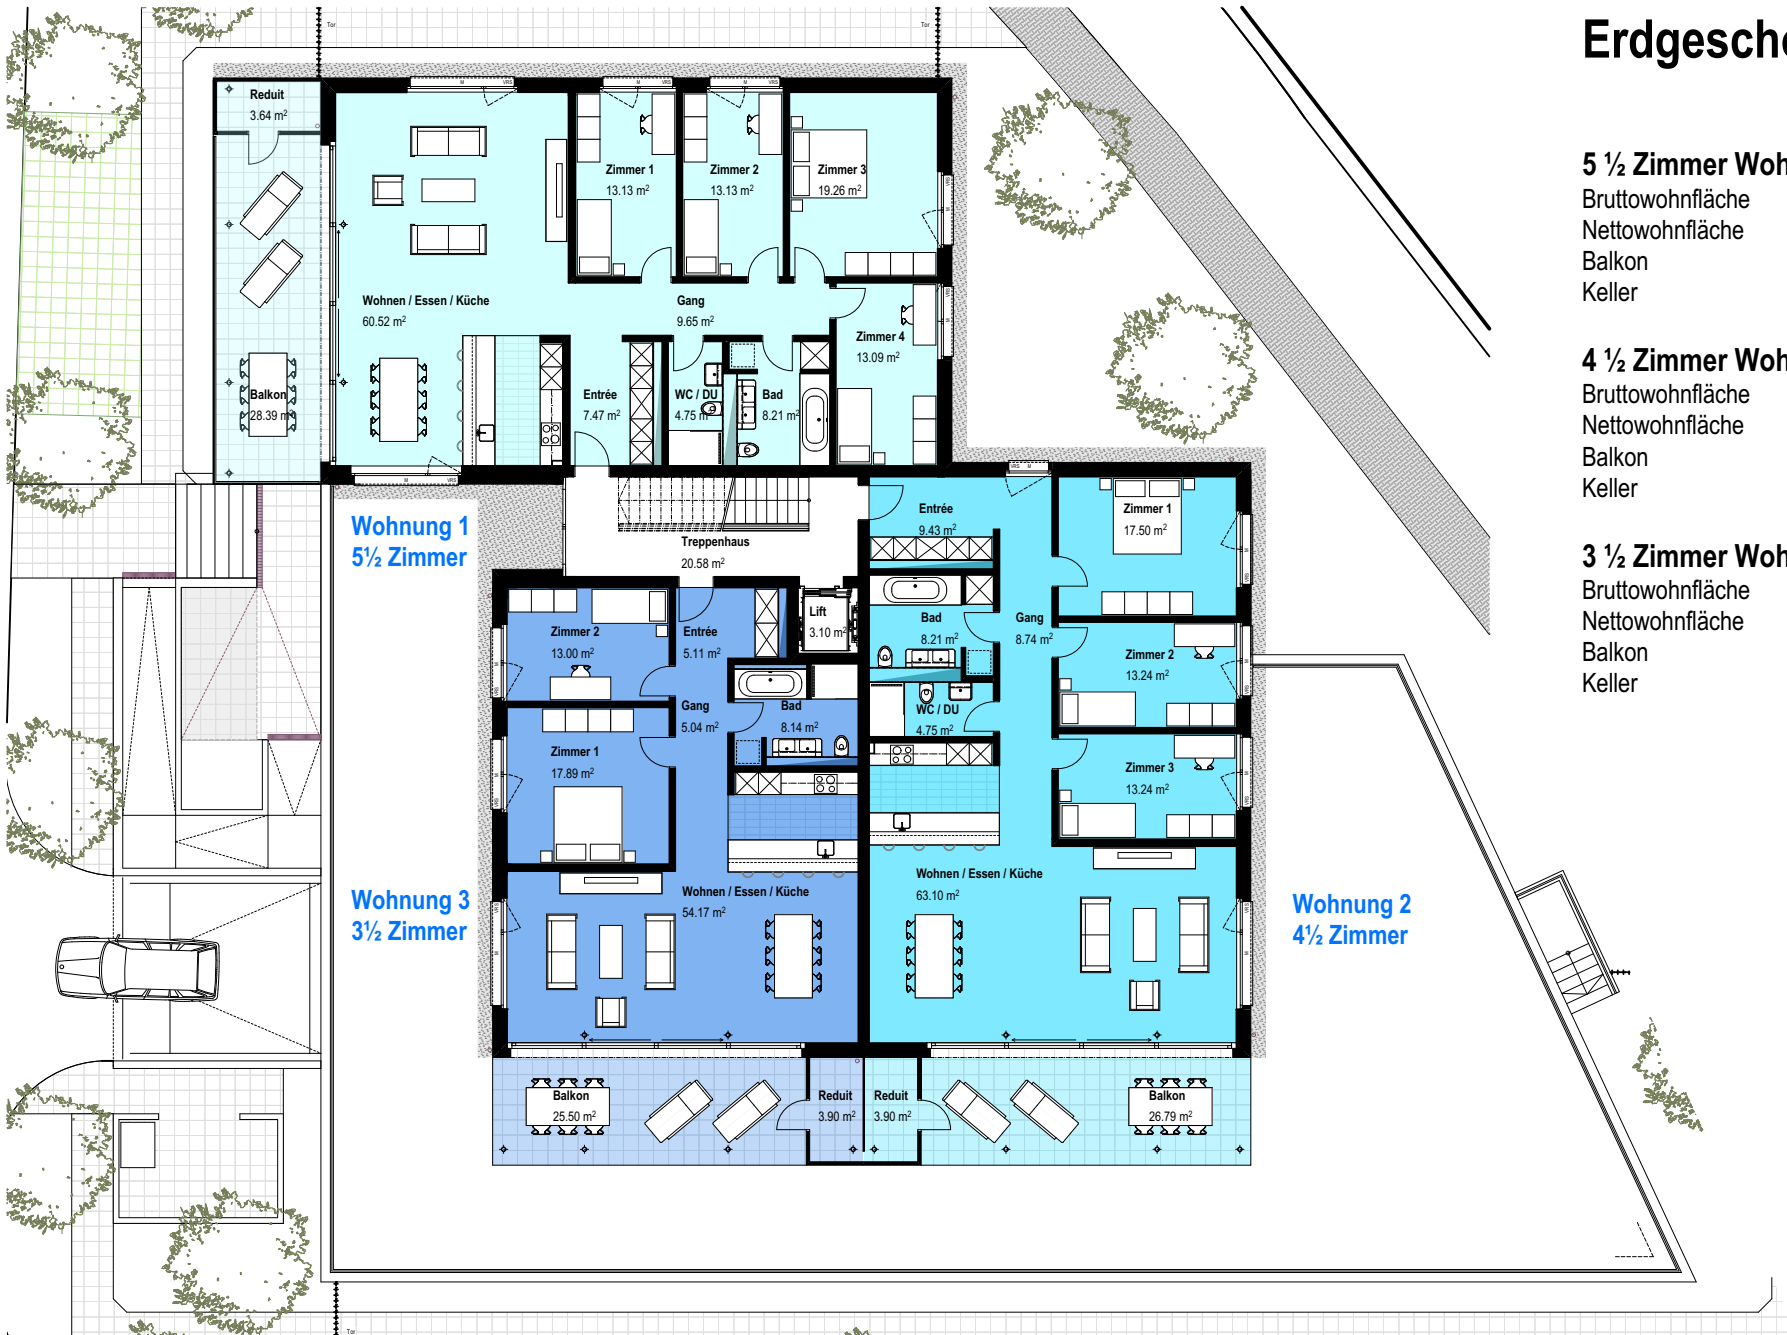 Erdgescho
5 ½ Zimmer Woh
Bruttowohnfläche
Nettowohnfläche
Balkon
Keller
4 ½ Zimmer Woh
Bruttowohnfläche
Nettowohnfläche
Balkon
Keller
3 ½ Zimmer Woh
Bruttowohnfläche
Nettowohnfläche
Balkon
Keller
Tor
Tor
Reduit
3.64 m²
Zimmer 1
13.13 m²
Zimmer 2
13.13 m²
Zimmer 3
19.26 m²
Wohnen / Essen / Küche
60.52 m²
Gang
9.65 m²
Zimmer 4
13.09 m²
Balkon
28.39 m²
Entrée
7.47 m²
WC / DU
4.75 m²
Bad
8.21 m²
Wohnung 1
5½ Zimmer
Treppenhaus
20.58 m²
Entrée
9.43 m²
Zimmer 1
17.50 m²
Lift
3.10 m²
Zimmer 2
13.00 m²
Entrée
5.11 m²
Bad
8.21 m²
Gang
8.74 m²
Zimmer 2
13.24 m²
Gang
5.04 m²
Bad
8.14 m²
WC / DU
4.75 m²
Zimmer 1
17.89 m²
Zimmer 3
13.24 m²
Wohnung 3
3½ Zimmer
Wohnen / Essen / Küche
54.17 m²
Wohnen / Essen / Küche
63.10 m²
Wohnung 2
4½ Zimmer
Balkon
25.50 m²
Reduit
3.90 m²
Reduit
3.90 m²
Balkon
26.79 m²
Tor